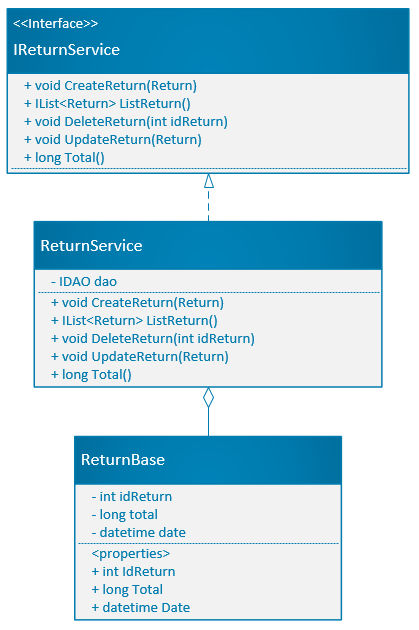 <<Interface>>
IReturnService
+ void CreateReturn(Return)
+ IList<Return> ListReturn()
+ void DeleteReturn(int idReturn)
+ void UpdateReturn(Return)
+ long Total()
ReturnService
- IDAO dao
+ void CreateReturn(Return)
+ IList<Return> ListReturn()
+ void DeleteReturn(int idReturn)
+ void UpdateReturn(Return)
+ long Total()
ReturnBase
- int idReturn
- long total
- datetime date
<properties>
+ int IdReturn
+ long Total
+ datetime Date